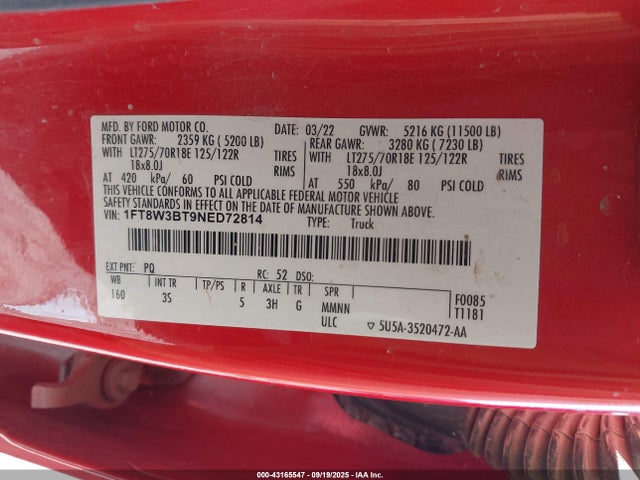 MFD. BY FORD MOTOR CO. DATE: 03/22 GVWR: 5216 KG (11500 LB)
FRONT GAWR: 2359 KG (5200 LB) REAR GAWR: 3280 KG (7230 LB)
WITH LT275/70R18E 125/122R TIRES WITH LT275/70R18E 125/122R TIRES
18x8.0J RIMS 18x8.0J RIMS
AT 420 kPa/ 60 PSI COLD AT 550 kPa/ 80 PSI COLD
THIS VEHICLE CONFORMS TO ALL APPLICABLE FEDERAL MOTOR VEHICLE
SAFETY STANDARDS IN EFFECT ON THE DATE OF MANUFACTURE SHOWN ABOVE.
VIN: 1FT8W3BT9NED72814 TYPE: Truck
EXT PNT: PQ RC: 52 DSO:
WB INT TR TP/PS R AXLE TR SPR F0085
160 3S 5 3H G MMNN T1181
ULC ▽ 5U5A-3520472-AA
000-43165547 - 09/19/2025 - IAA Inc.